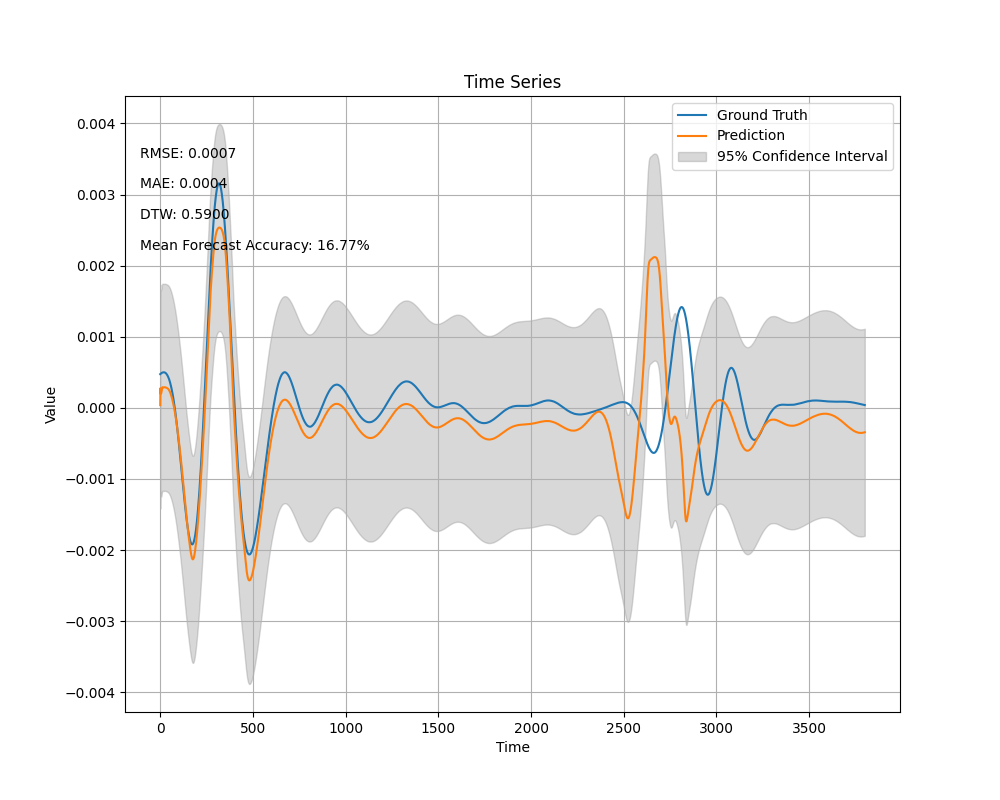 Time Series
0.004
0.003
0.002
0.001
0.000
−0.001
−0.002
−0.003
−0.004
Value
RMSE: 0.0007
MAE: 0.0004
DTW: 0.5900
Mean Forecast Accuracy: 16.77%
Ground Truth
Prediction
95% Confidence Interval
0 500 1000 1500 2000 2500 3000 3500
Time